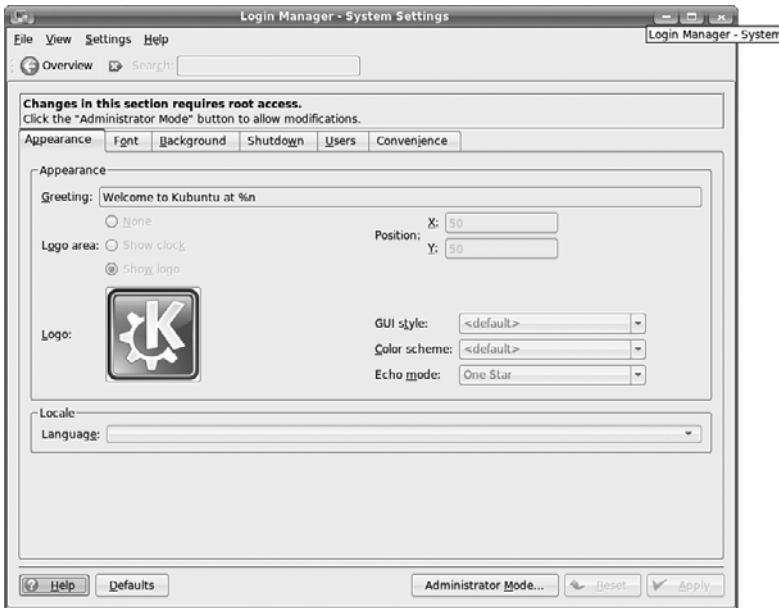 Login Manager - System Settings
Login Manager - System
File View Settings Help
Overview Search:
Changes in this section requires root access.
Click the "Administrator Mode" button to allow modifications.
Appearance Font Background Shutdown Users Convenience
Appearance
Greeting: Welcome to Kubuntu at %n
None
Logo area: Show clock
Show logo
Position: X: 50
Y: 50
Logo: K
GUI style: <default>
Color scheme: <default>
Echo mode: One Star
Locale
Language:
Help Defaults Administrator Mode... Reset Apply